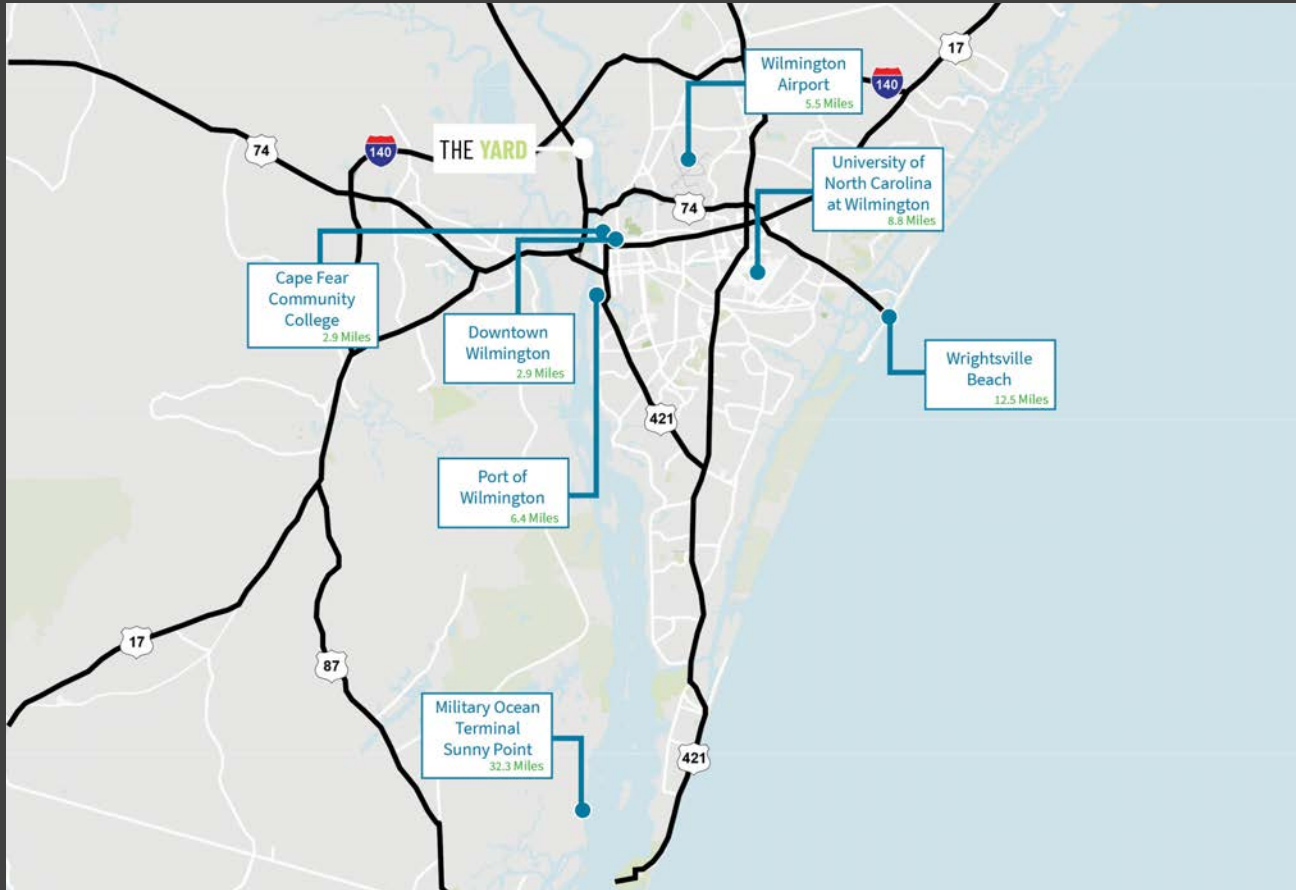 17
Wilmington
Airport
5.5 Miles
140
74
140
THE YARD
University of
North Carolina
at Wilmington
8.8 Miles
74
Cape Fear
Community
College
2.9 Miles
Downtown
Wilmington
2.9 Miles
Wrightsville
Beach
12.5 Miles
421
Port of
Wilmington
6.4 Miles
17
87
Military Ocean
Terminal
Sunny Point
32.3 Miles
421